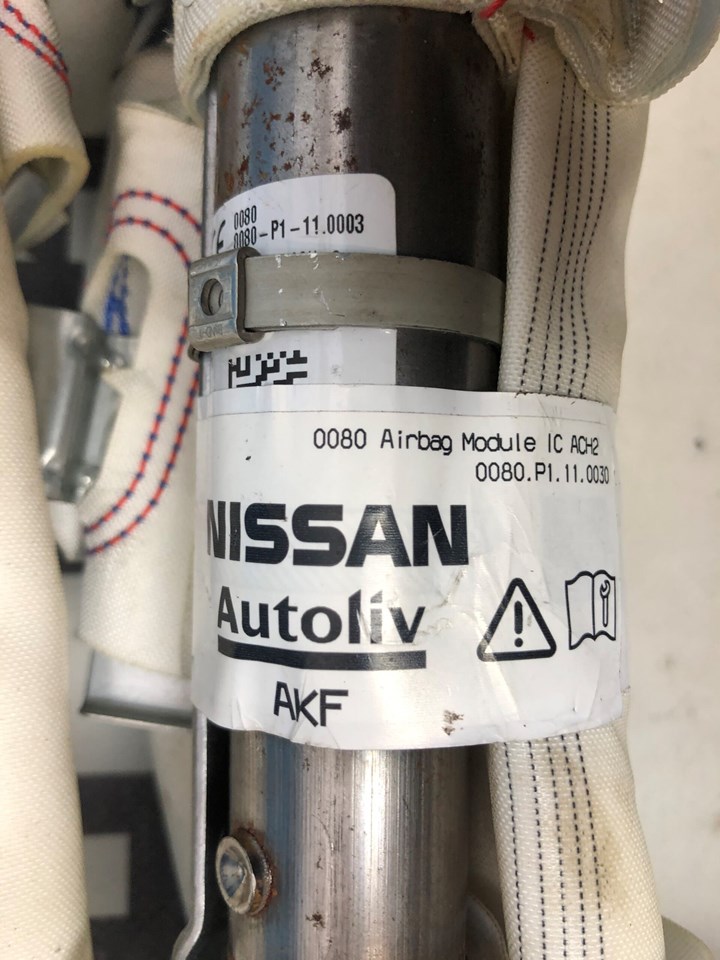 0080
0080-P1-11.0003
0080 Airbag Module IC ACH2
0080.P1.11.0030
NISSAN
Autoliv
AKF